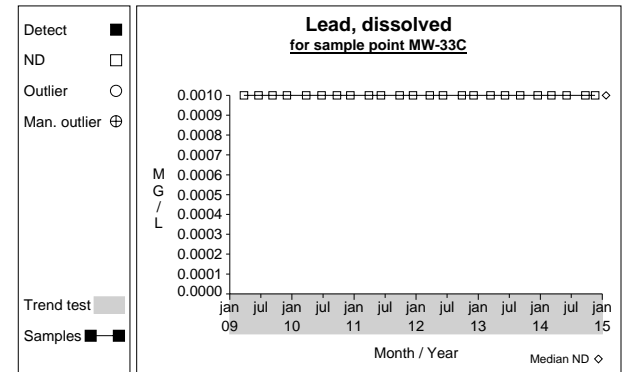 Detect
ND
Outlier
Man. outlier
Trend test
Samples
Lead, dissolved
for sample point MW-33C
M
G
/
L
0.0010
0.0009
0.0008
0.0007
0.0006
0.0005
0.0004
0.0003
0.0002
0.0001
0.0000
jan jul jan jul jan jul jan jul jan jul jan jul jan
09 10 11 12 13 14 15
Month / Year
Median ND